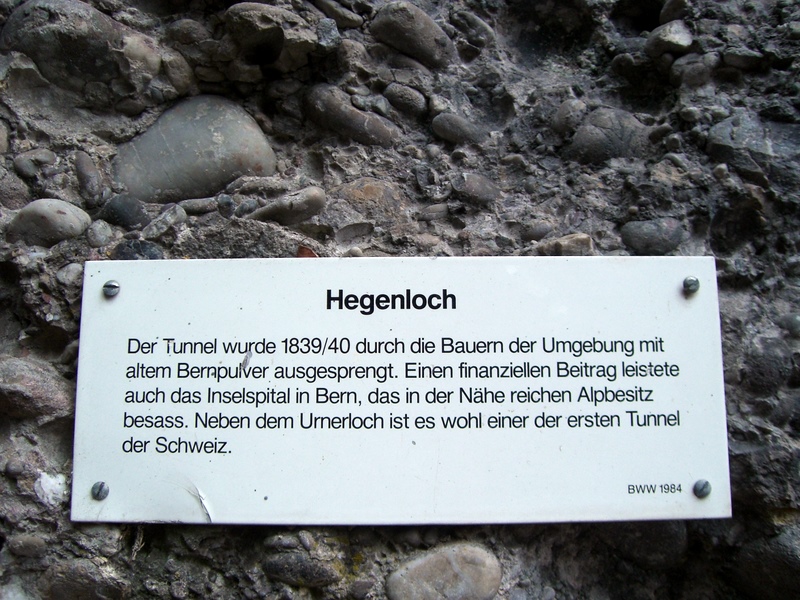 Hegenloch
Der Tunnel wurde 1839/40 durch die Bauern der Umgebung mit
altem Bernpulver ausgesprengt. Einen finanziellen Beitrag leistete
auch das Inselspital in Bern, das in der Nähe reichen Alpbesitz
besass. Neben dem Urnerloch ist es wohl einer der ersten Tunnel
der Schweiz.
BWW 1984